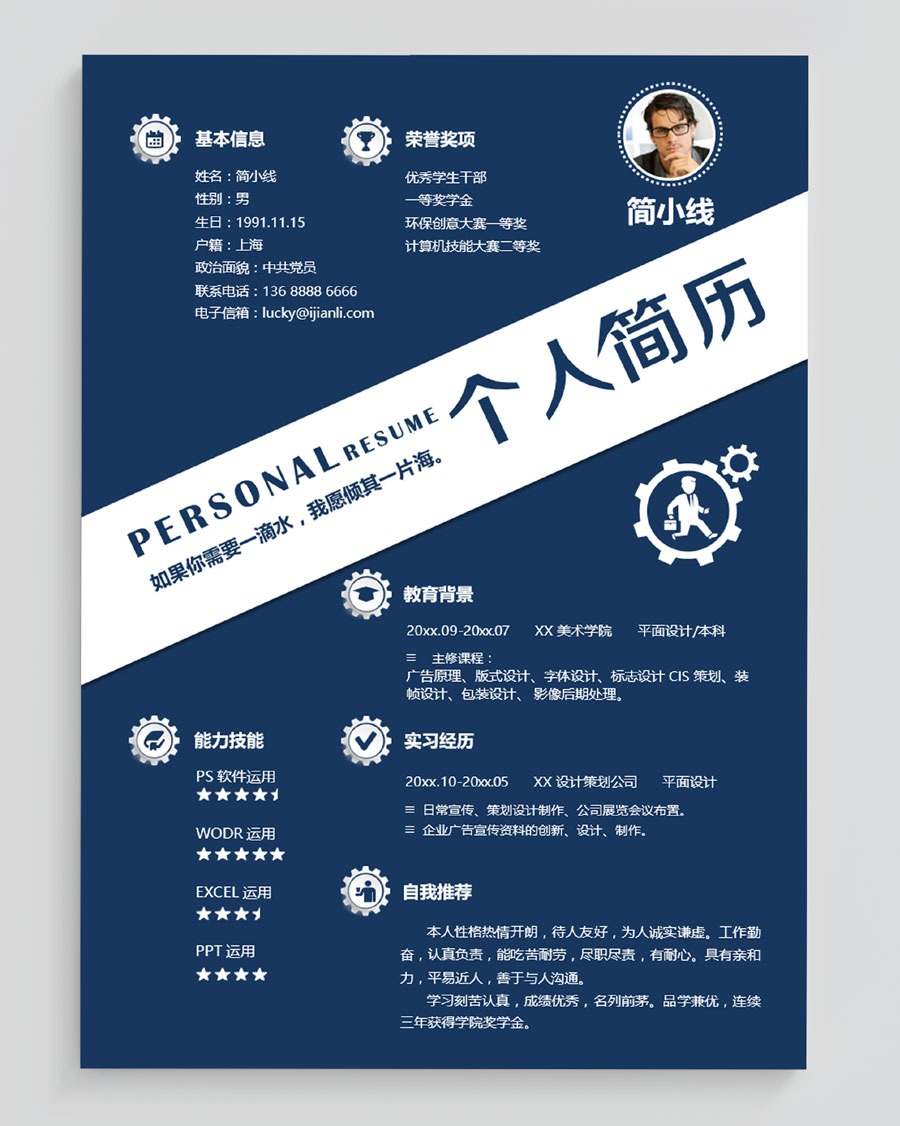 基本信息
姓名：简小线
性别：男
生日：1991.11.15
户籍：上海
政治面貌：中共党员
联系电话：136 8888 6666
电子信箱：lucky@ijianli.com
荣誉奖项
优秀学生干部
一等奖学金
环保创意大赛一等奖
计算机技能大赛二等奖
简小线
PERSONAL RESUME 个人简历
如果你需要一滴水，我愿倾其一片海。
教育背景
20xx.09-20xx.07 XX 美术学院 平面设计/本科
主修课程：
广告原理、版式设计、字体设计、标志设计 CIS 策划、装
帧设计、包装设计、 影像后期处理。
能力技能
PS 软件运用
WODR 运用
EXCEL 运用
PPT 运用
实习经历
20xx.10-20xx.05 XX 设计策划公司 平面设计
日常宣传、策划设计制作、公司展览会议布置。
企业广告宣传资料的创新、设计、制作。
自我推荐
本人性格热情开朗，待人友好，为人诚实谦虚。工作勤
奋，认真负责，能吃苦耐劳，尽职尽责，有耐心。具有亲和
力，平易近人，善于与人沟通。
学习刻苦认真，成绩优秀，名列前茅。品学兼优，连续
三年获得学院奖学金。